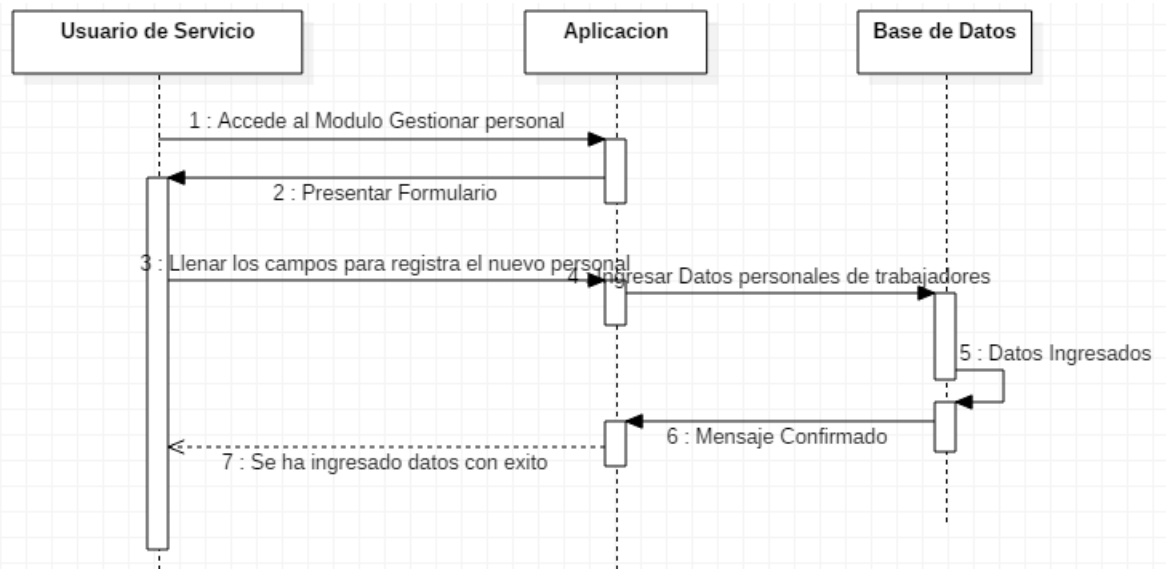 Usuario de Servicio
Aplicacion
Base de Datos
1 : Accede al Modulo Gestionar personal
2 : Presentar Formulario
3 : Llenar los campos para registra el nuevo personal
4 : Ingresar Datos personales de trabajadores
5 : Datos Ingresados
6 : Mensaje Confirmado
7 : Se ha ingresado datos con exito